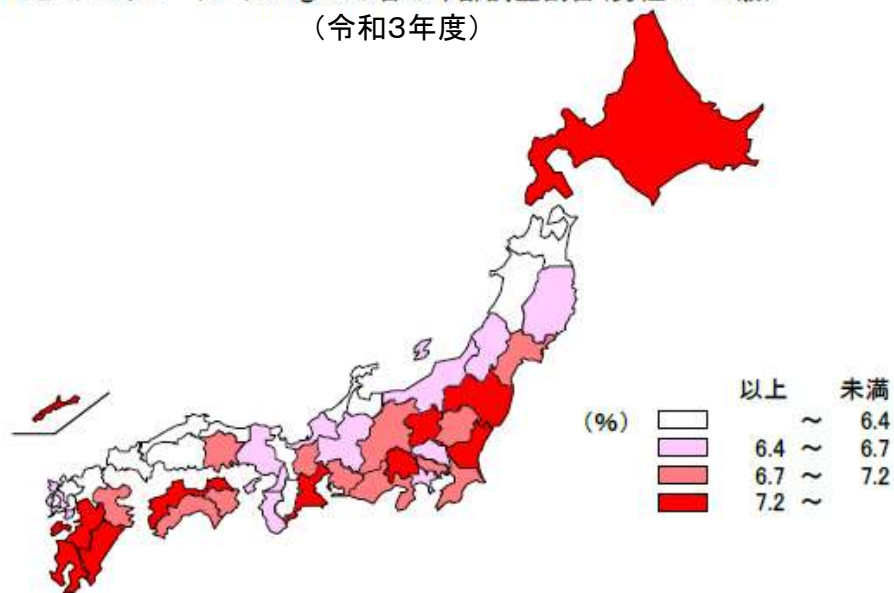 （令和3年度）
以上 未満
（%） ～ 6.4
6.4 ～ 6.7
6.7 ～ 7.2
7.2 ～